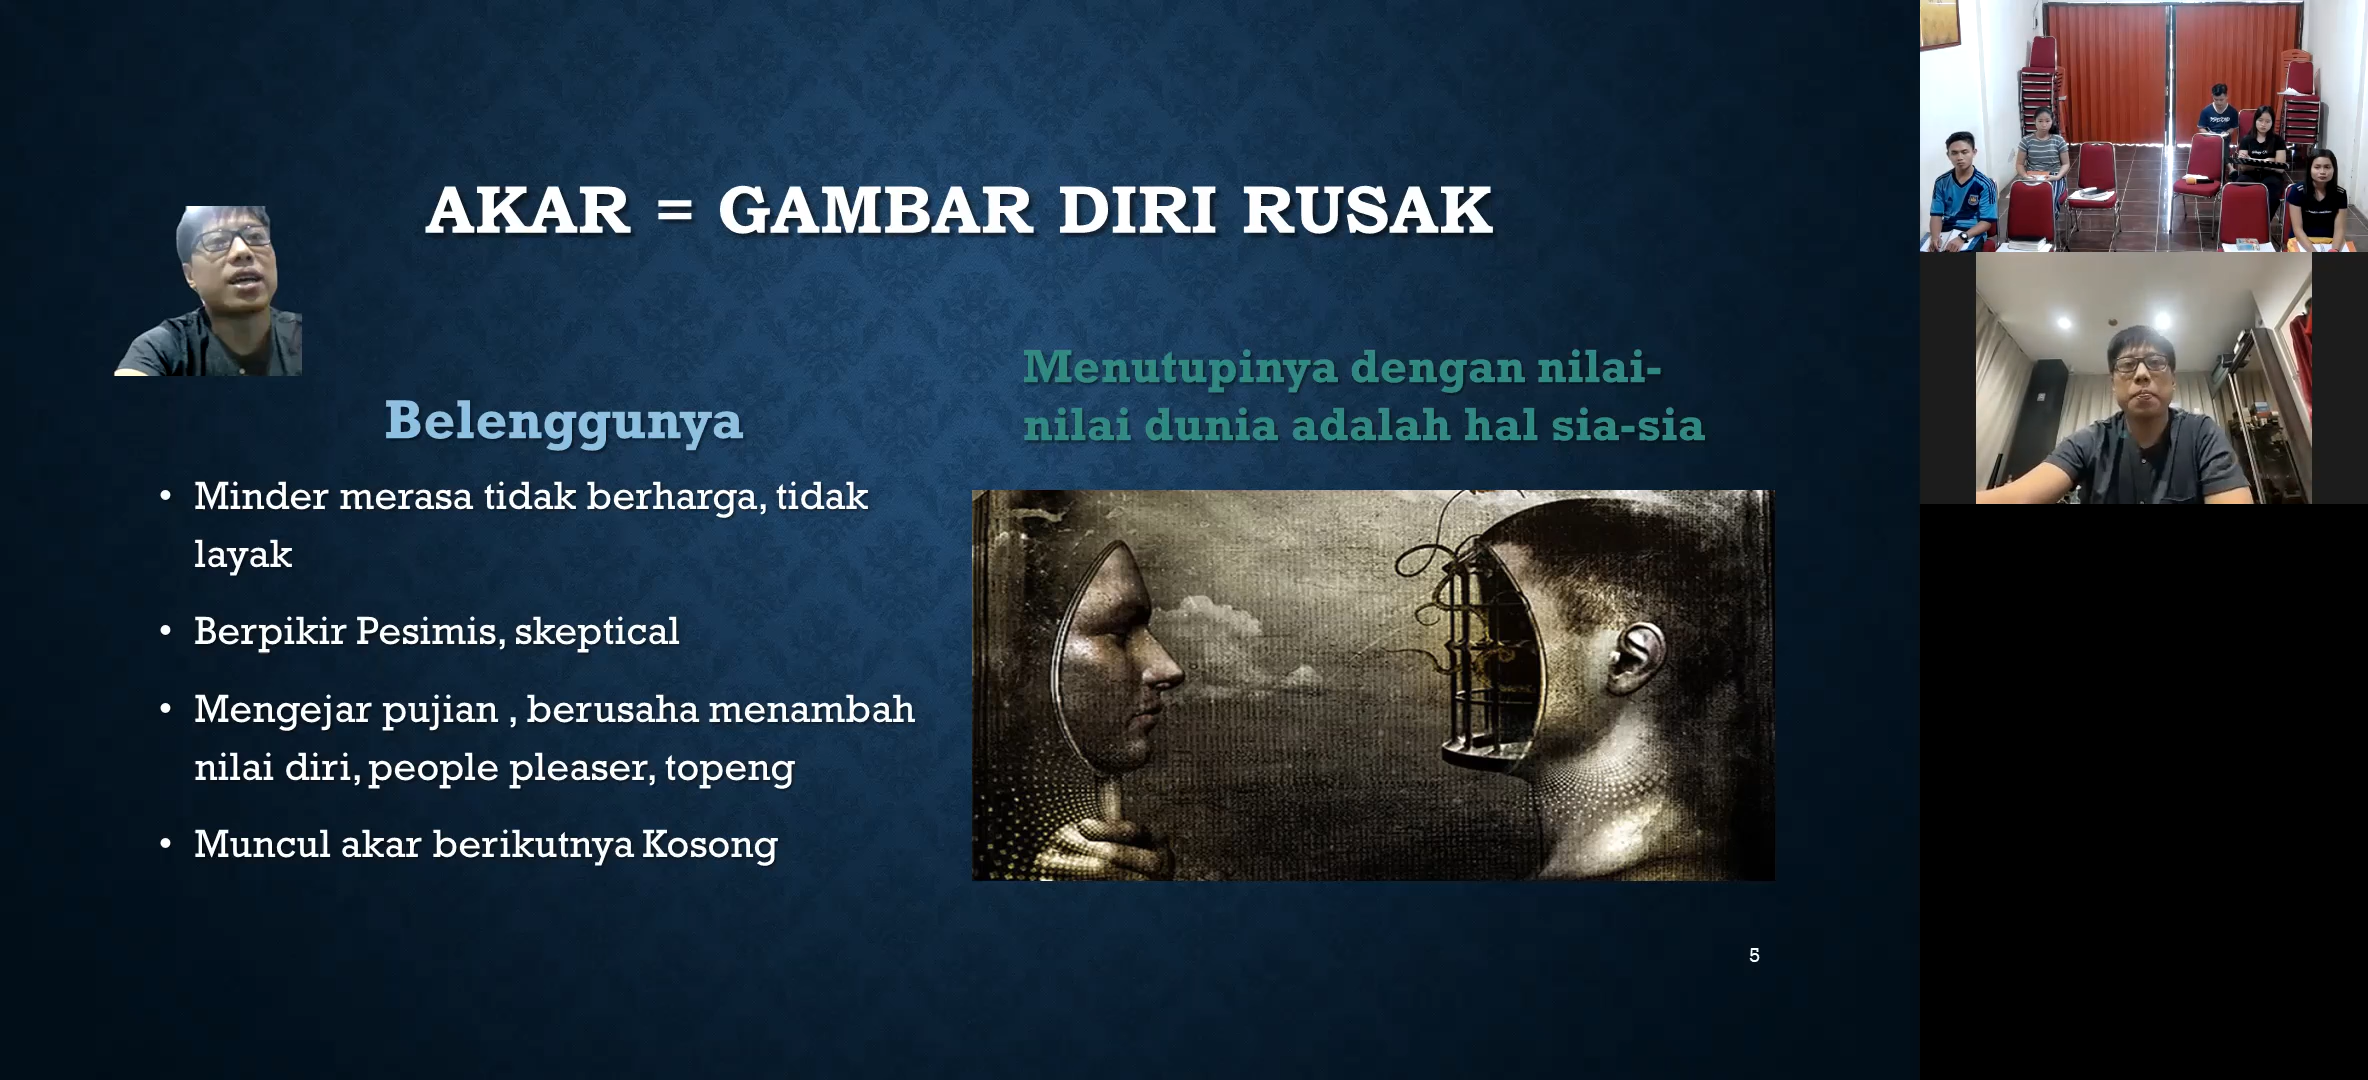 AKAR = GAMBAR DIRI RUSAK
Belenggunya
• Minder merasa tidak berharga, tidak
layak
• Berpikir Pesimis, skeptical
• Mengejar pujian , berusaha menambah
nilai diri, people pleaser, topeng
• Muncul akar berikutnya Kosong
Menutupinya dengan nilai-
nilai dunia adalah hal sia-sia
5